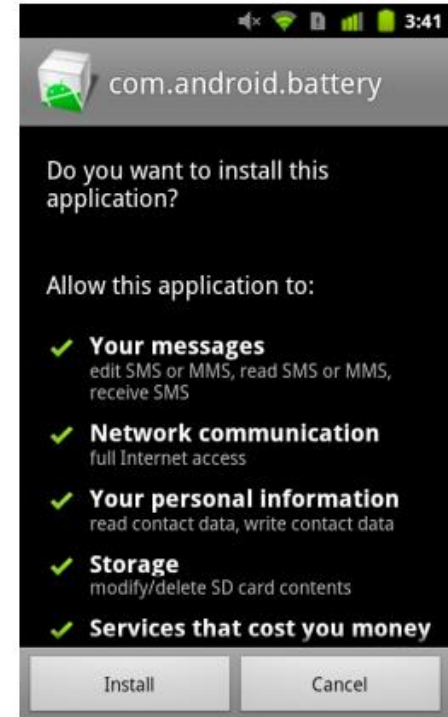 3:41
com.android.battery
Do you want to install this
application?
Allow this application to:
Your messages
edit SMS or MMS, read SMS or MMS,
receive SMS
Network communication
full Internet access
Your personal information
read contact data, write contact data
Storage
modify/delete SD card contents
Services that cost you money
Install Cancel